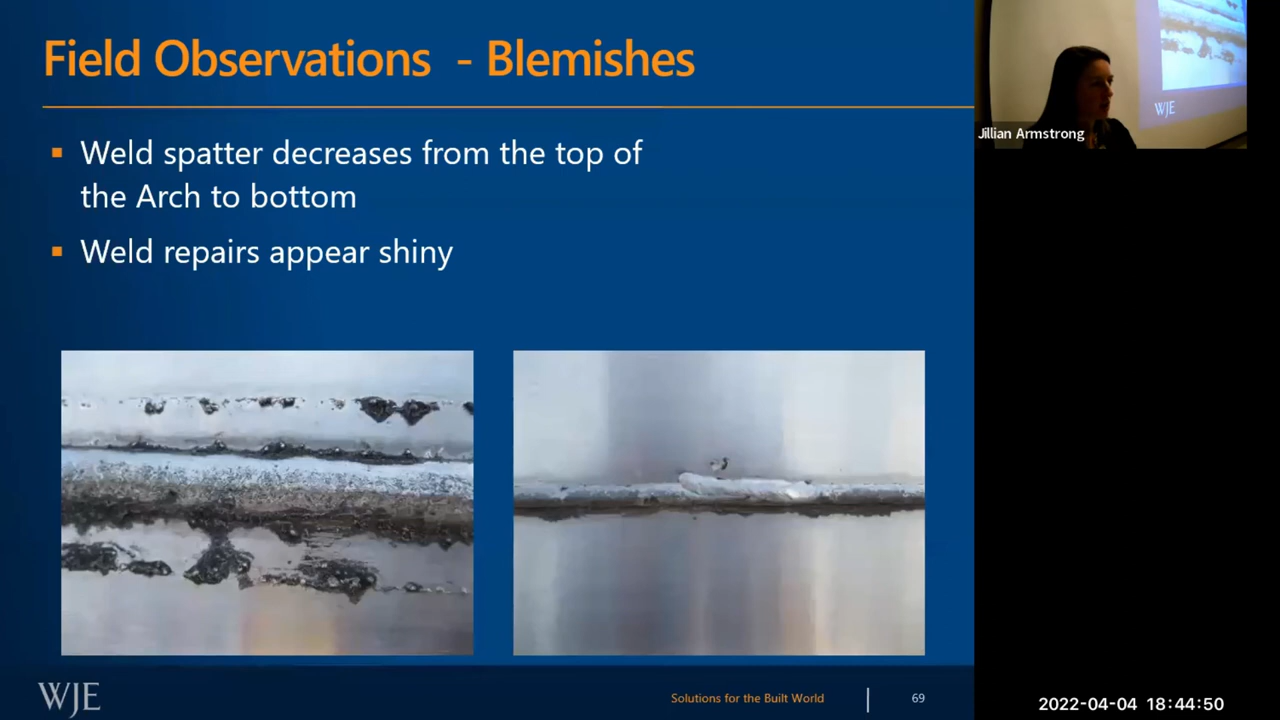 Field Observations - Blemishes
Weld spatter decreases from the top of
the Arch to bottom
Weld repairs appear shiny
WJE
Solutions for the Built World
69
WJE
Jillian Armstrong
2022-04-04 18:44:50